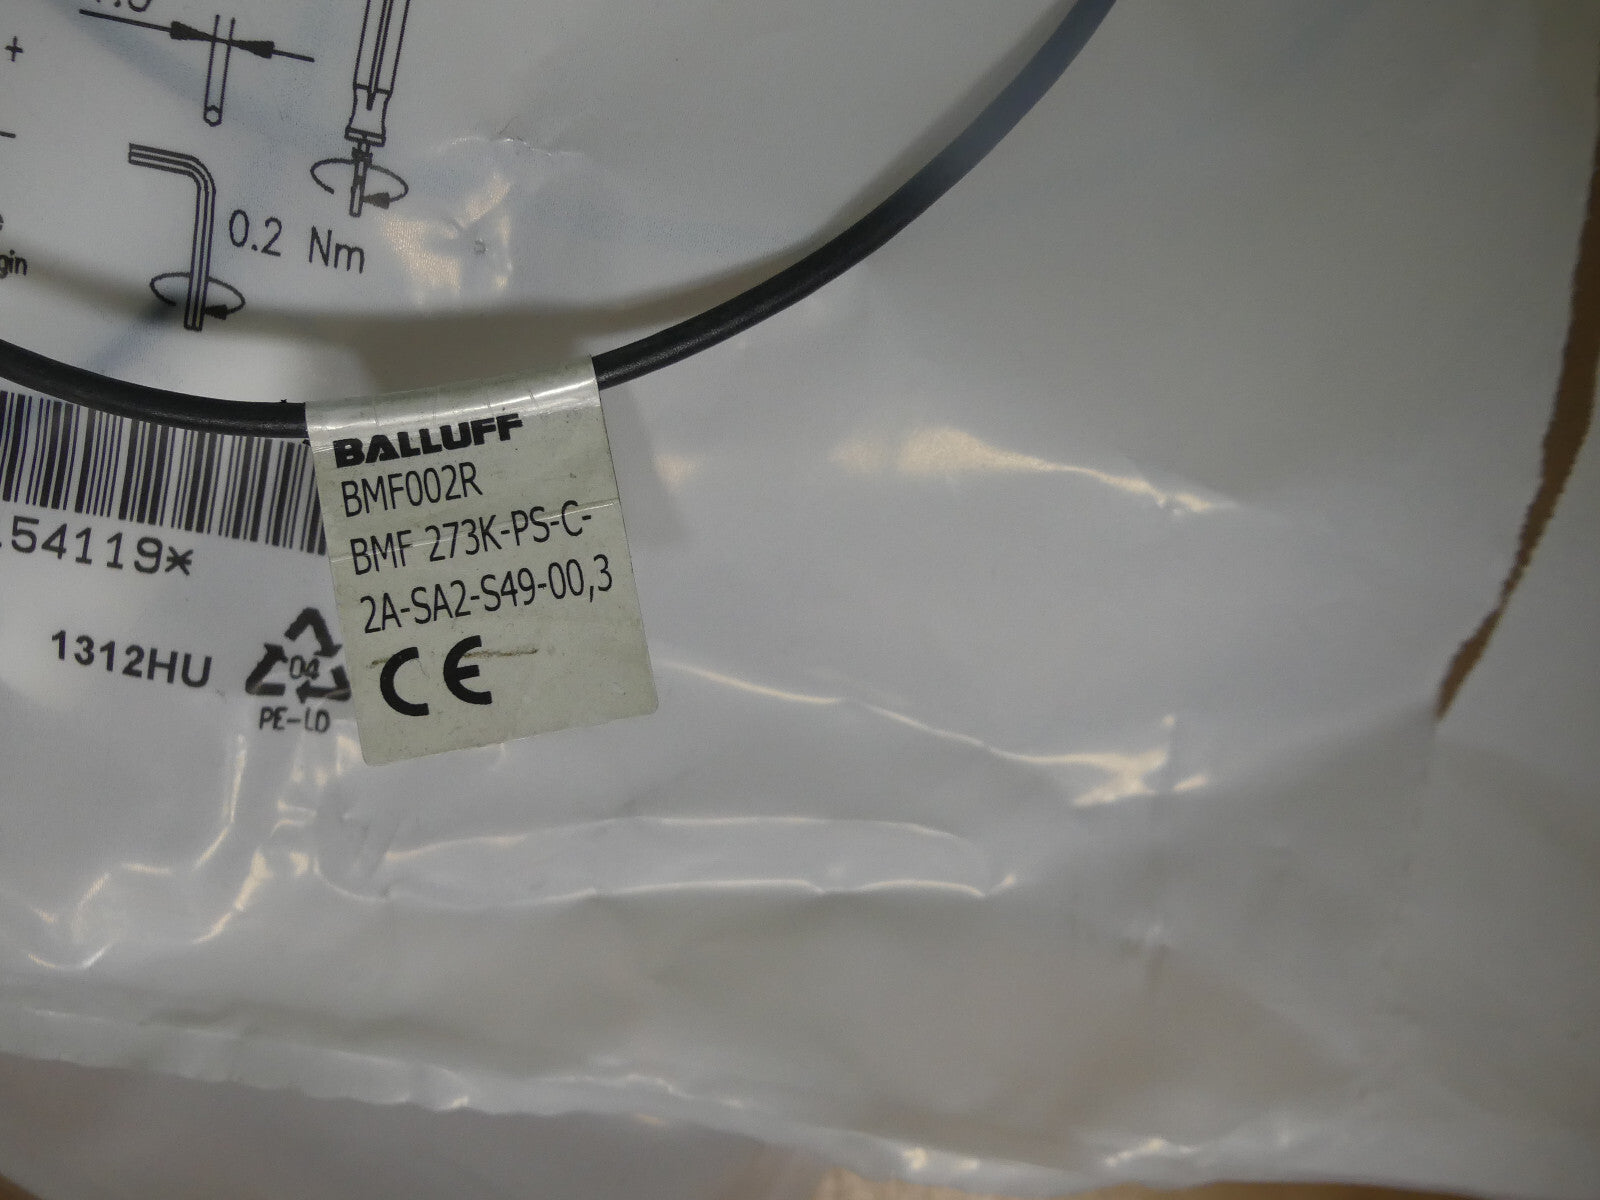 +
0.2 Nm
gin
BALLUFF
BMF002R
BMF 273K-PS-C-
2A-SA2-S49-00,3
CE
54119*
1312HU
04
PE-LD